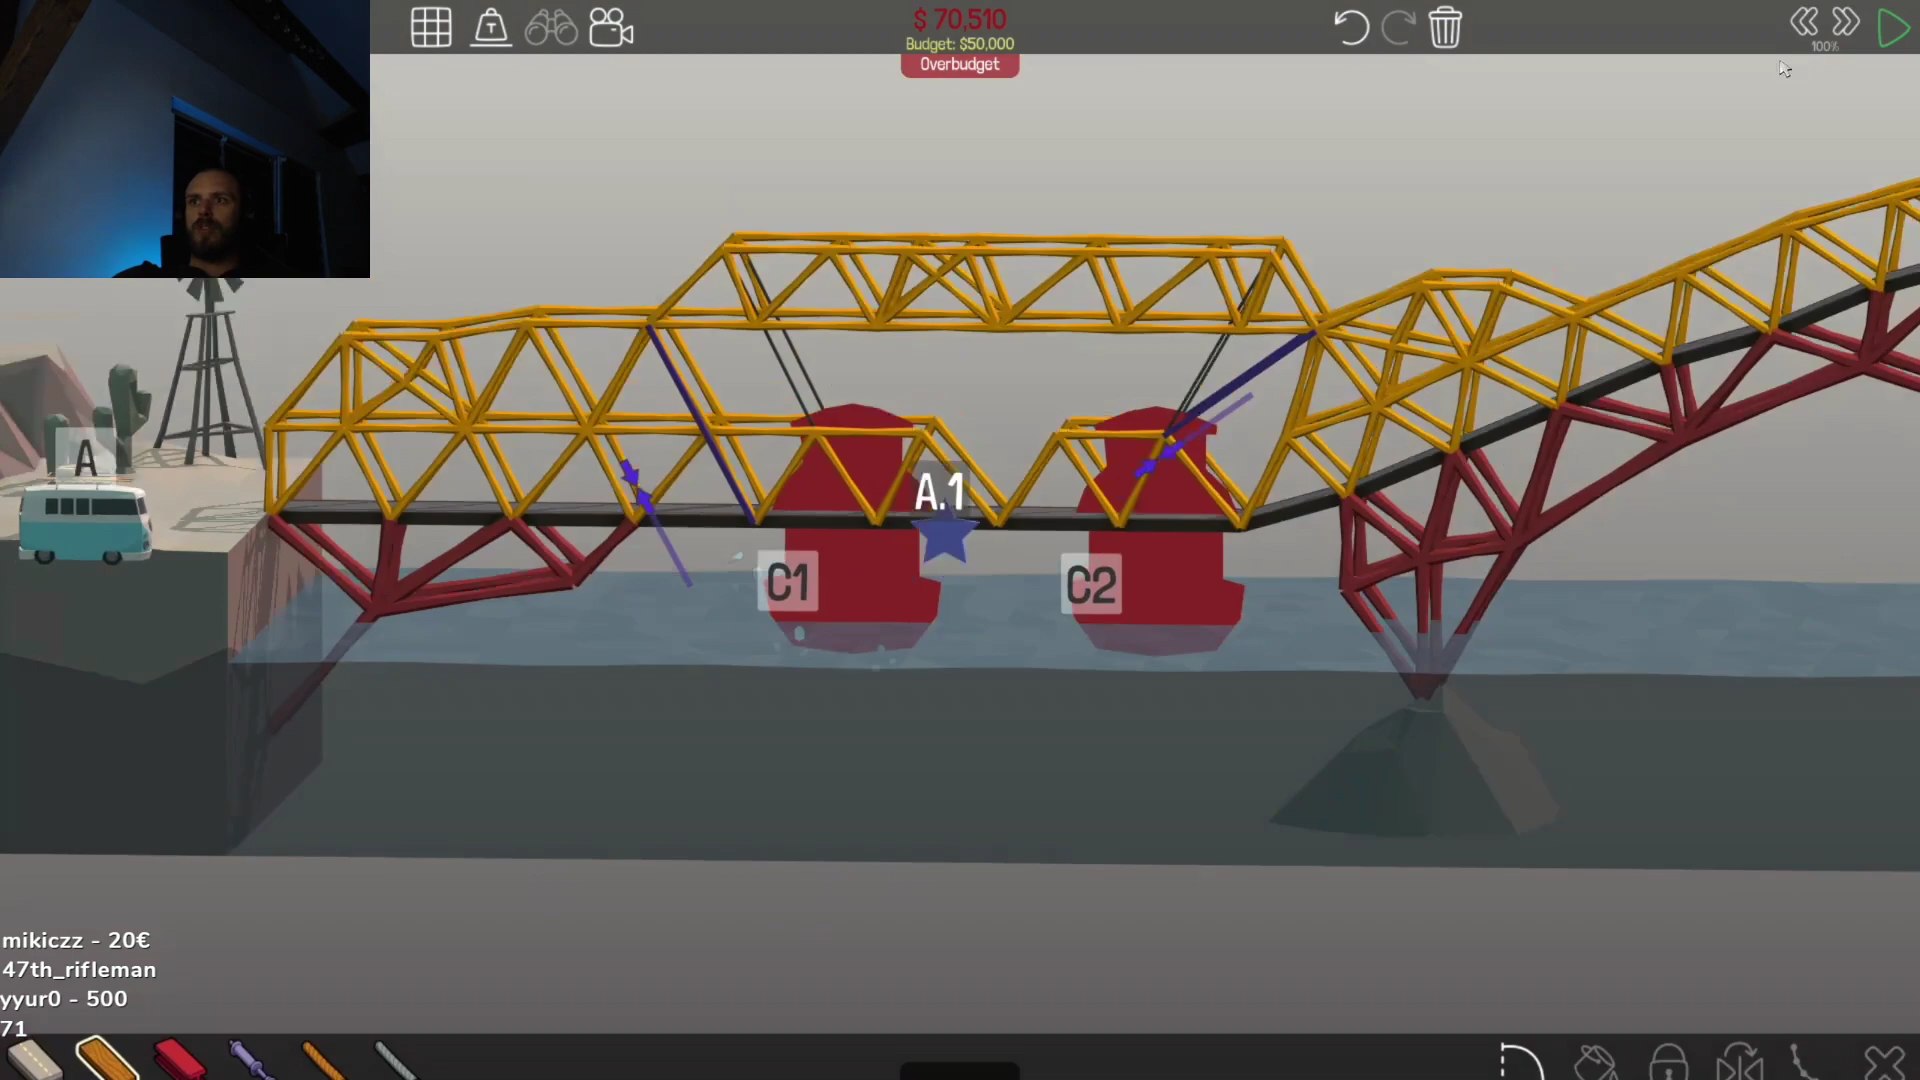 $ 70,510
Budget: $50,000
Overbudget
100%
A
A.1
C1
C2
mikiczz - 20€
47th_rifleman
yyur0 - 500
71